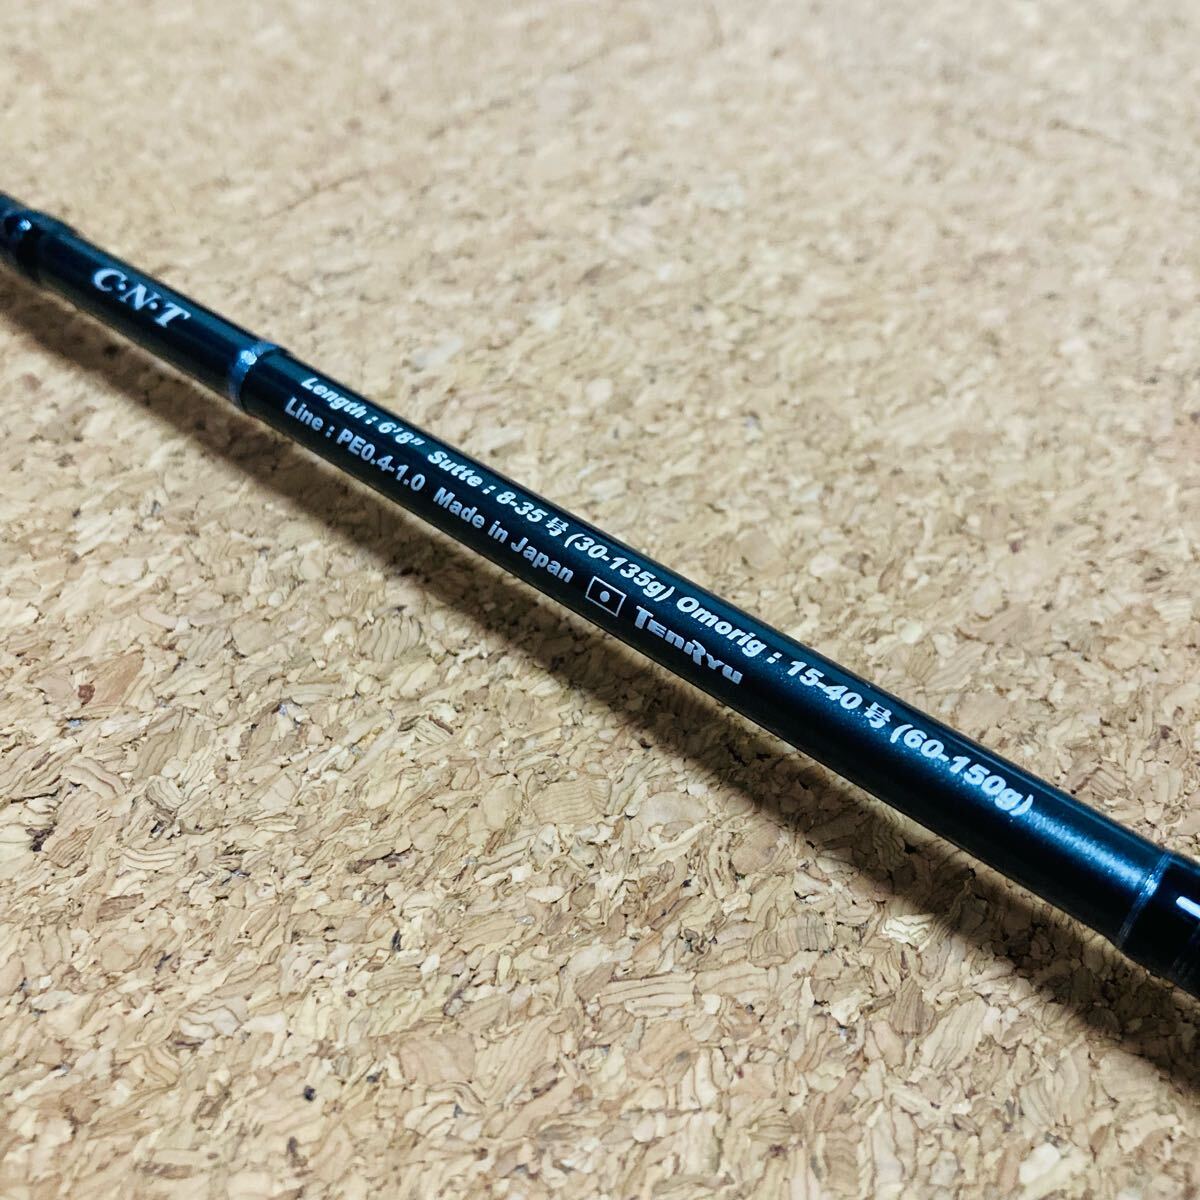 C·N·T
Length : 6'8" Sutte : 8-35号 (30-135g) Omorig : 15-40号 (60-150g)
Line : PE0.4-1.0 Made in Japan TenRyu